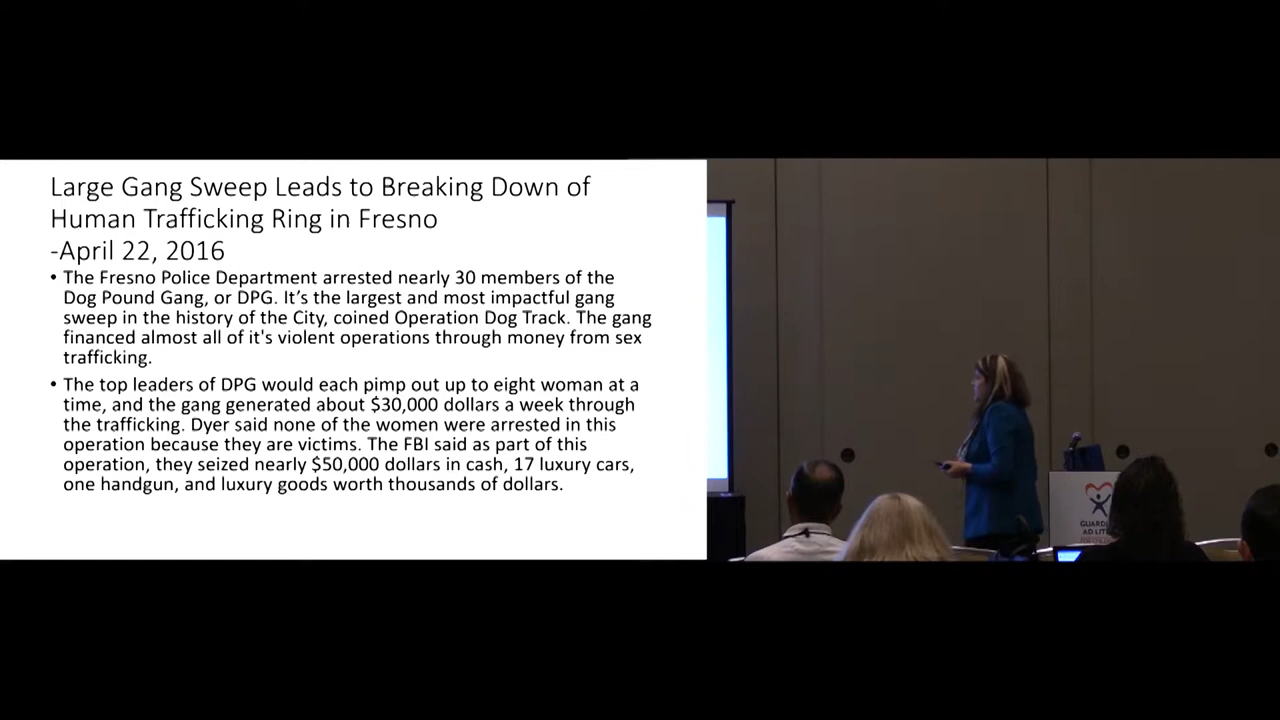 Large Gang Sweep Leads to Breaking Down of
Human Trafficking Ring in Fresno
-April 22, 2016
• The Fresno Police Department arrested nearly 30 members of the
Dog Pound Gang, or DPG. It’s the largest and most impactful gang
sweep in the history of the City, coined Operation Dog Track. The gang
financed almost all of it's violent operations through money from sex
trafficking.
• The top leaders of DPG would each pimp out up to eight woman at a
time, and the gang generated about $30,000 dollars a week through
the trafficking. Dyer said none of the women were arrested in this
operation because they are victims. The FBI said as part of this
operation, they seized nearly $50,000 dollars in cash, 17 luxury cars,
one handgun, and luxury goods worth thousands of dollars.
GUARDI
AD LIT